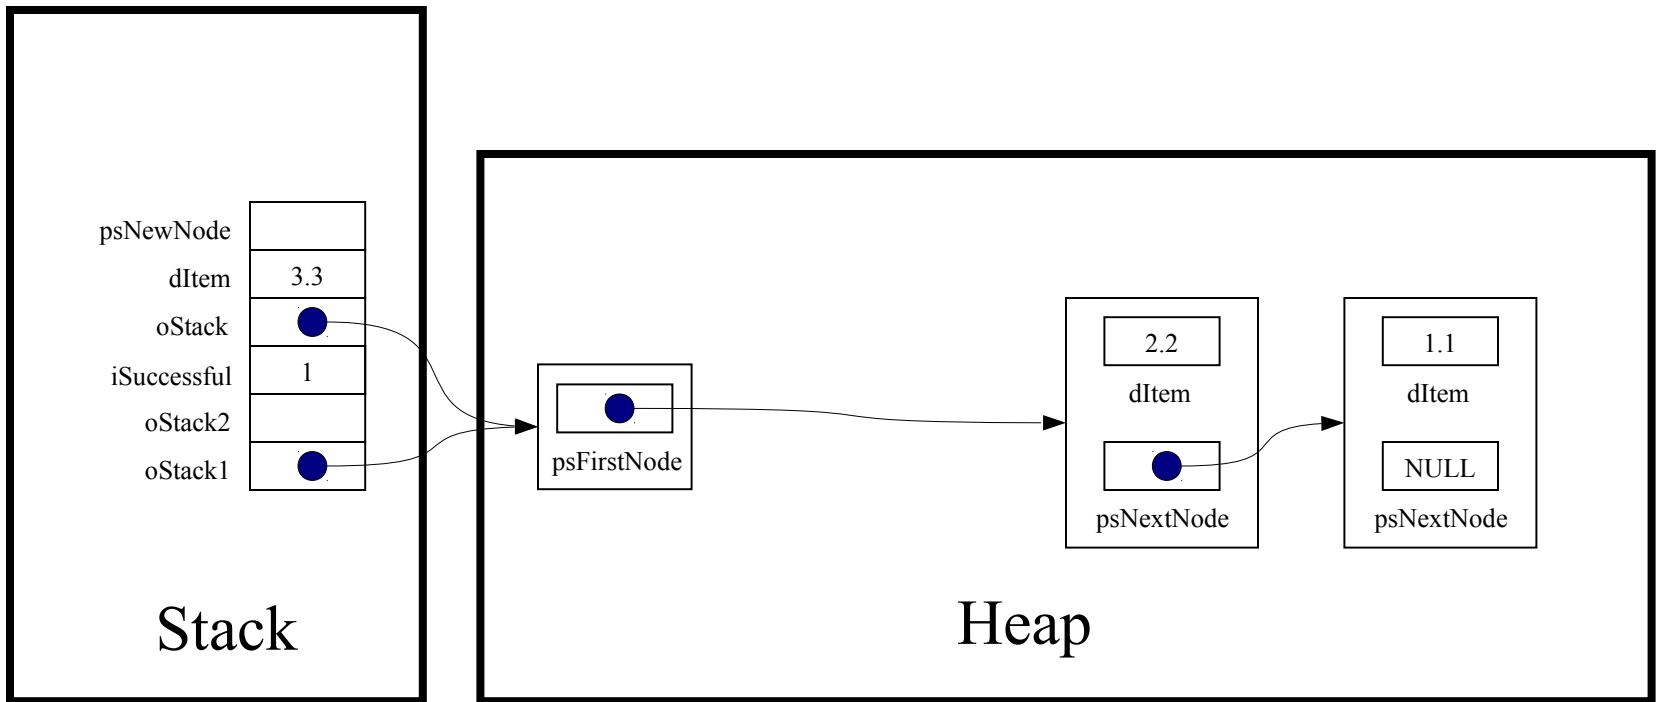 psNewNode
dItem 3.3
oStack
iSuccessful 1
oStack2
oStack1
psFirstNode
2.2
dItem
psNextNode
1.1
dItem
NULL
psNextNode
Stack
Heap